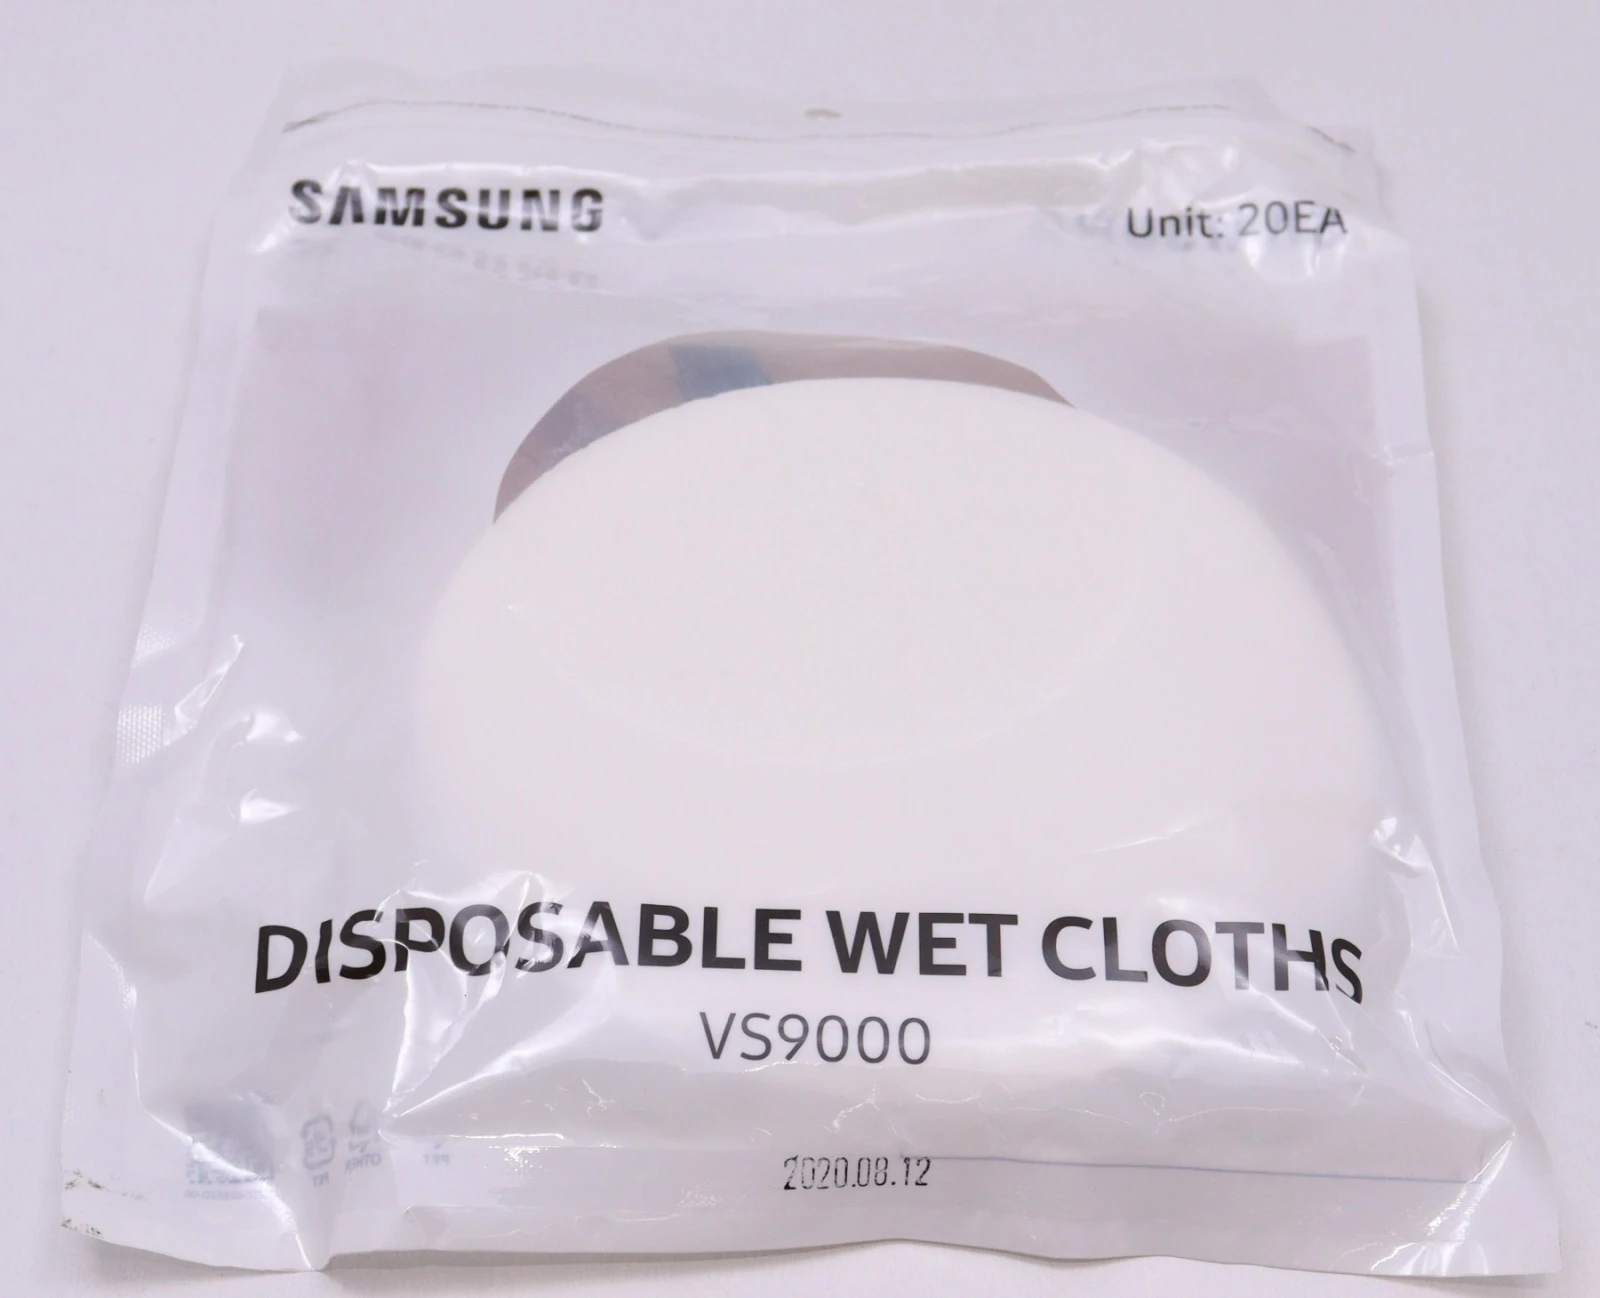 SAMSUNG
Unit: 20EA
DISPOSABLE WET CLOTHS
VS9000
2020.08.12